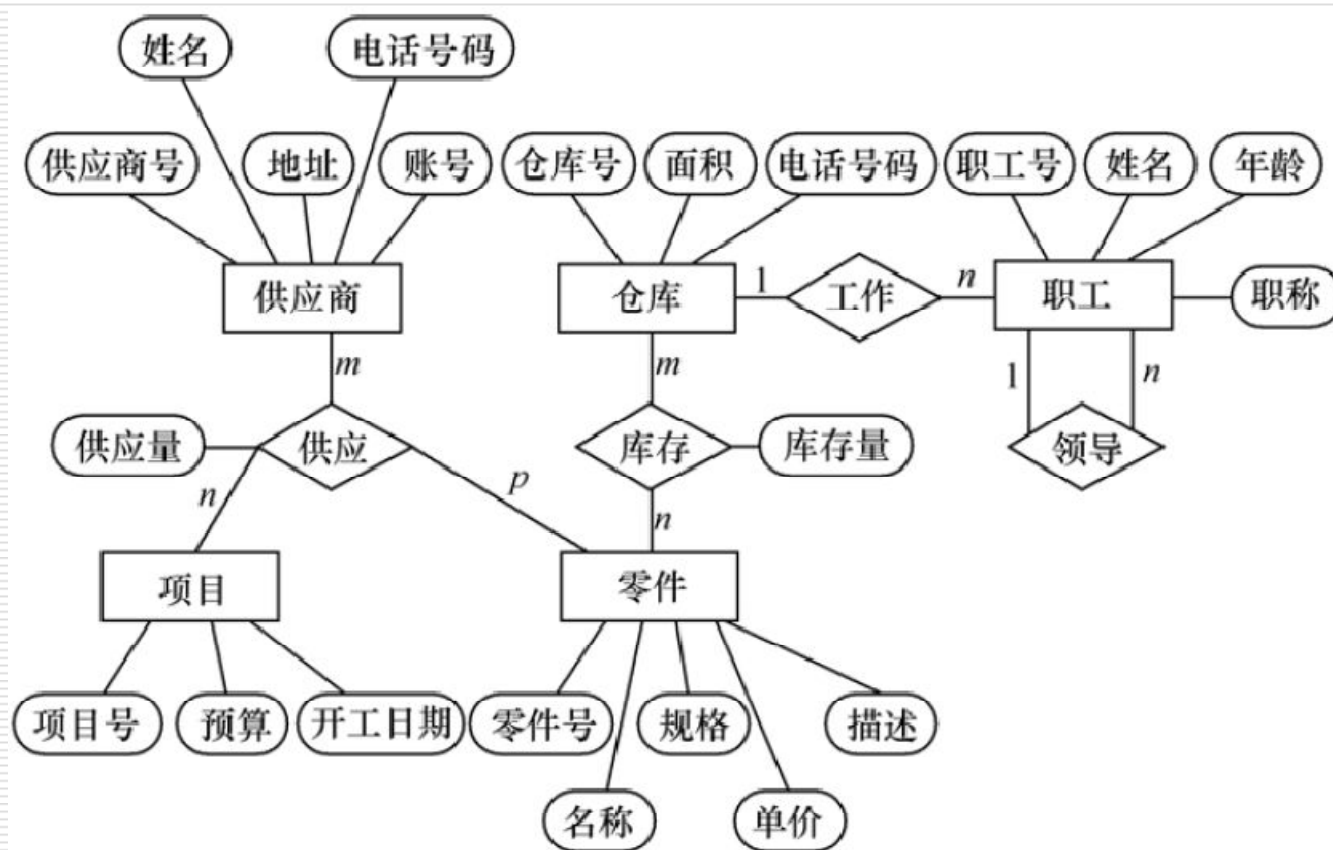 姓名
电话号码
供应商号
地址
账号
仓库号
面积
电话号码
职工号
姓名
年龄
供应商
仓库
1
工作
n
职工
职称
m
m
1
n
供应量
供应
库存
库存量
领导
n
p
n
项目
零件
项目号
预算
开工日期
零件号
规格
描述
名称
单价